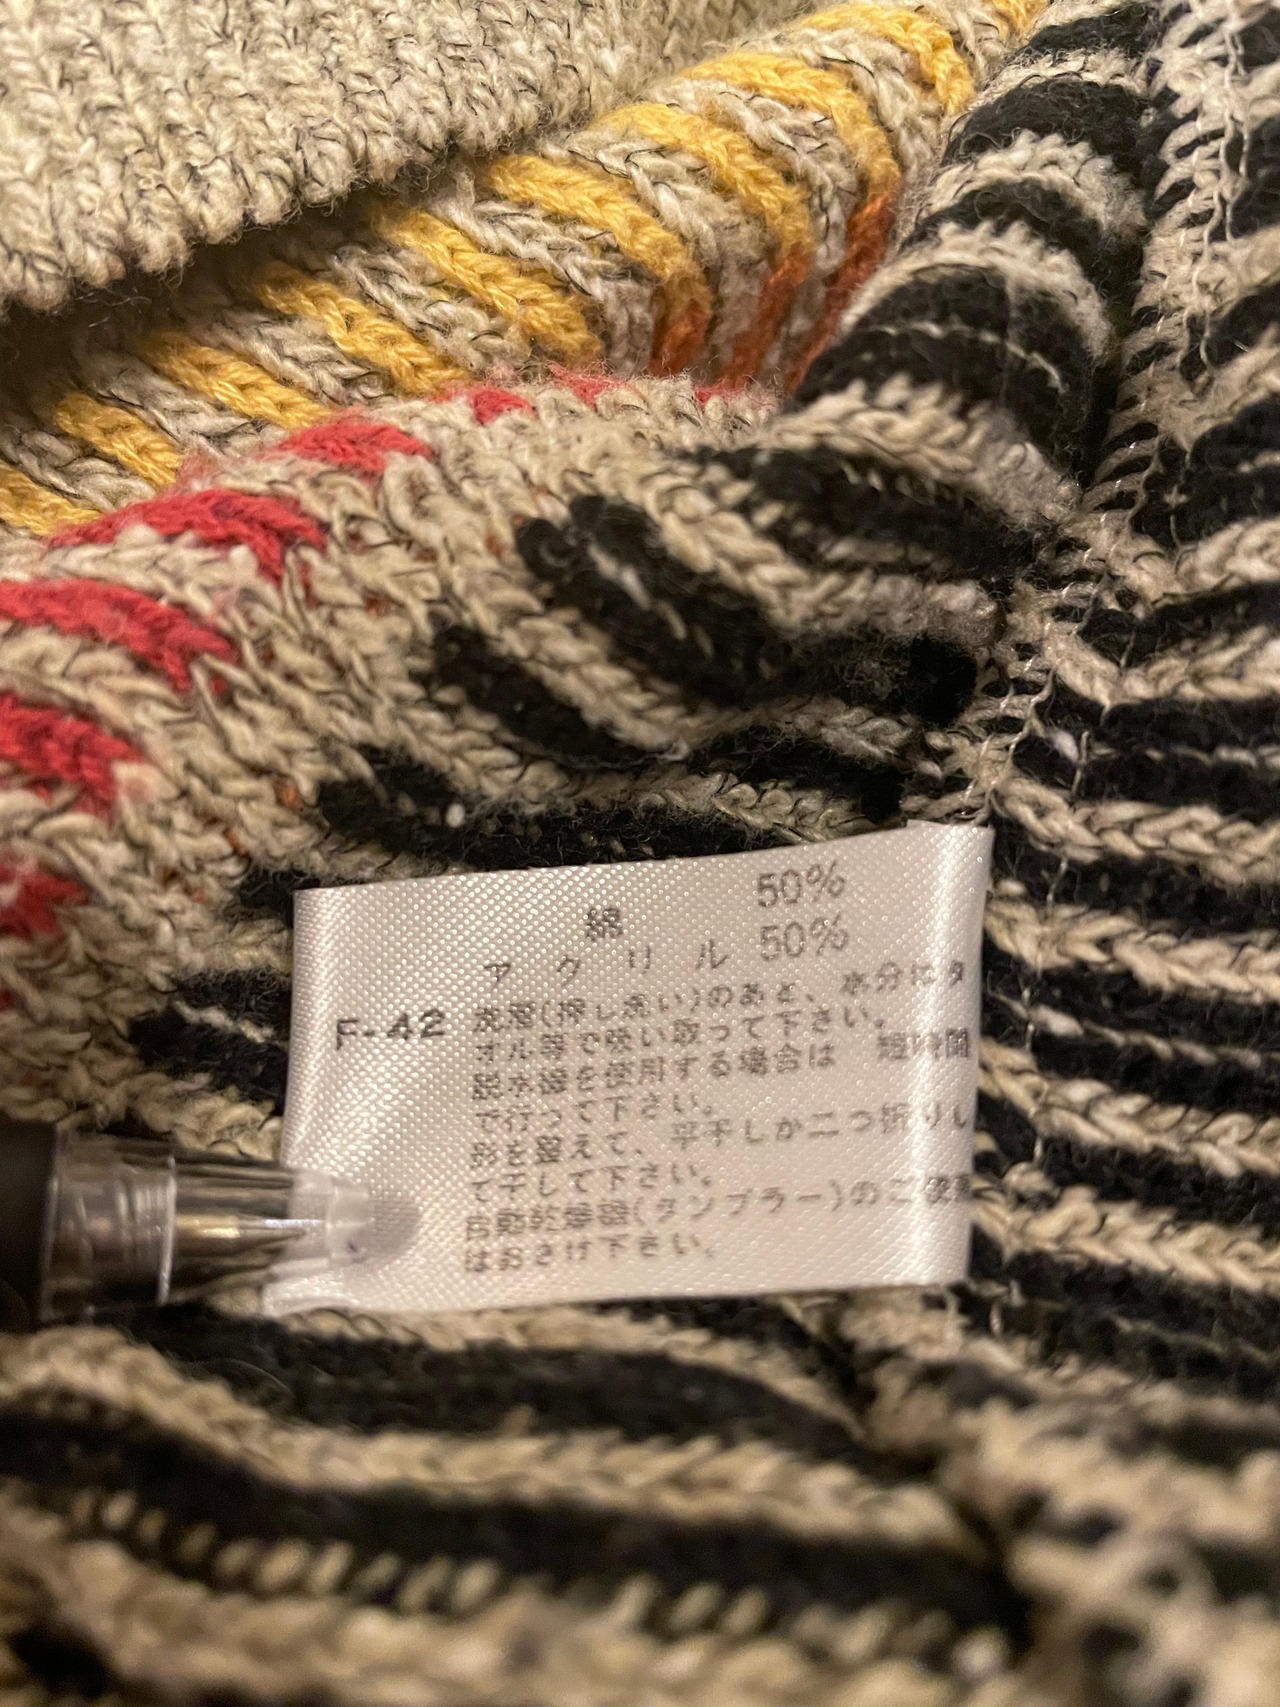 綿 50%
アクリル 50%
F-42
洗濯(押し洗い)のあと、水分はタ
オル等で吸い取って下さい。
脱水機を使用する場合は 短時間
で行って下さい。
形を整えて、平干しか二つ折りし
て干して下さい。
自動乾燥機(タンブラー)のご使用
はおさけ下さい。